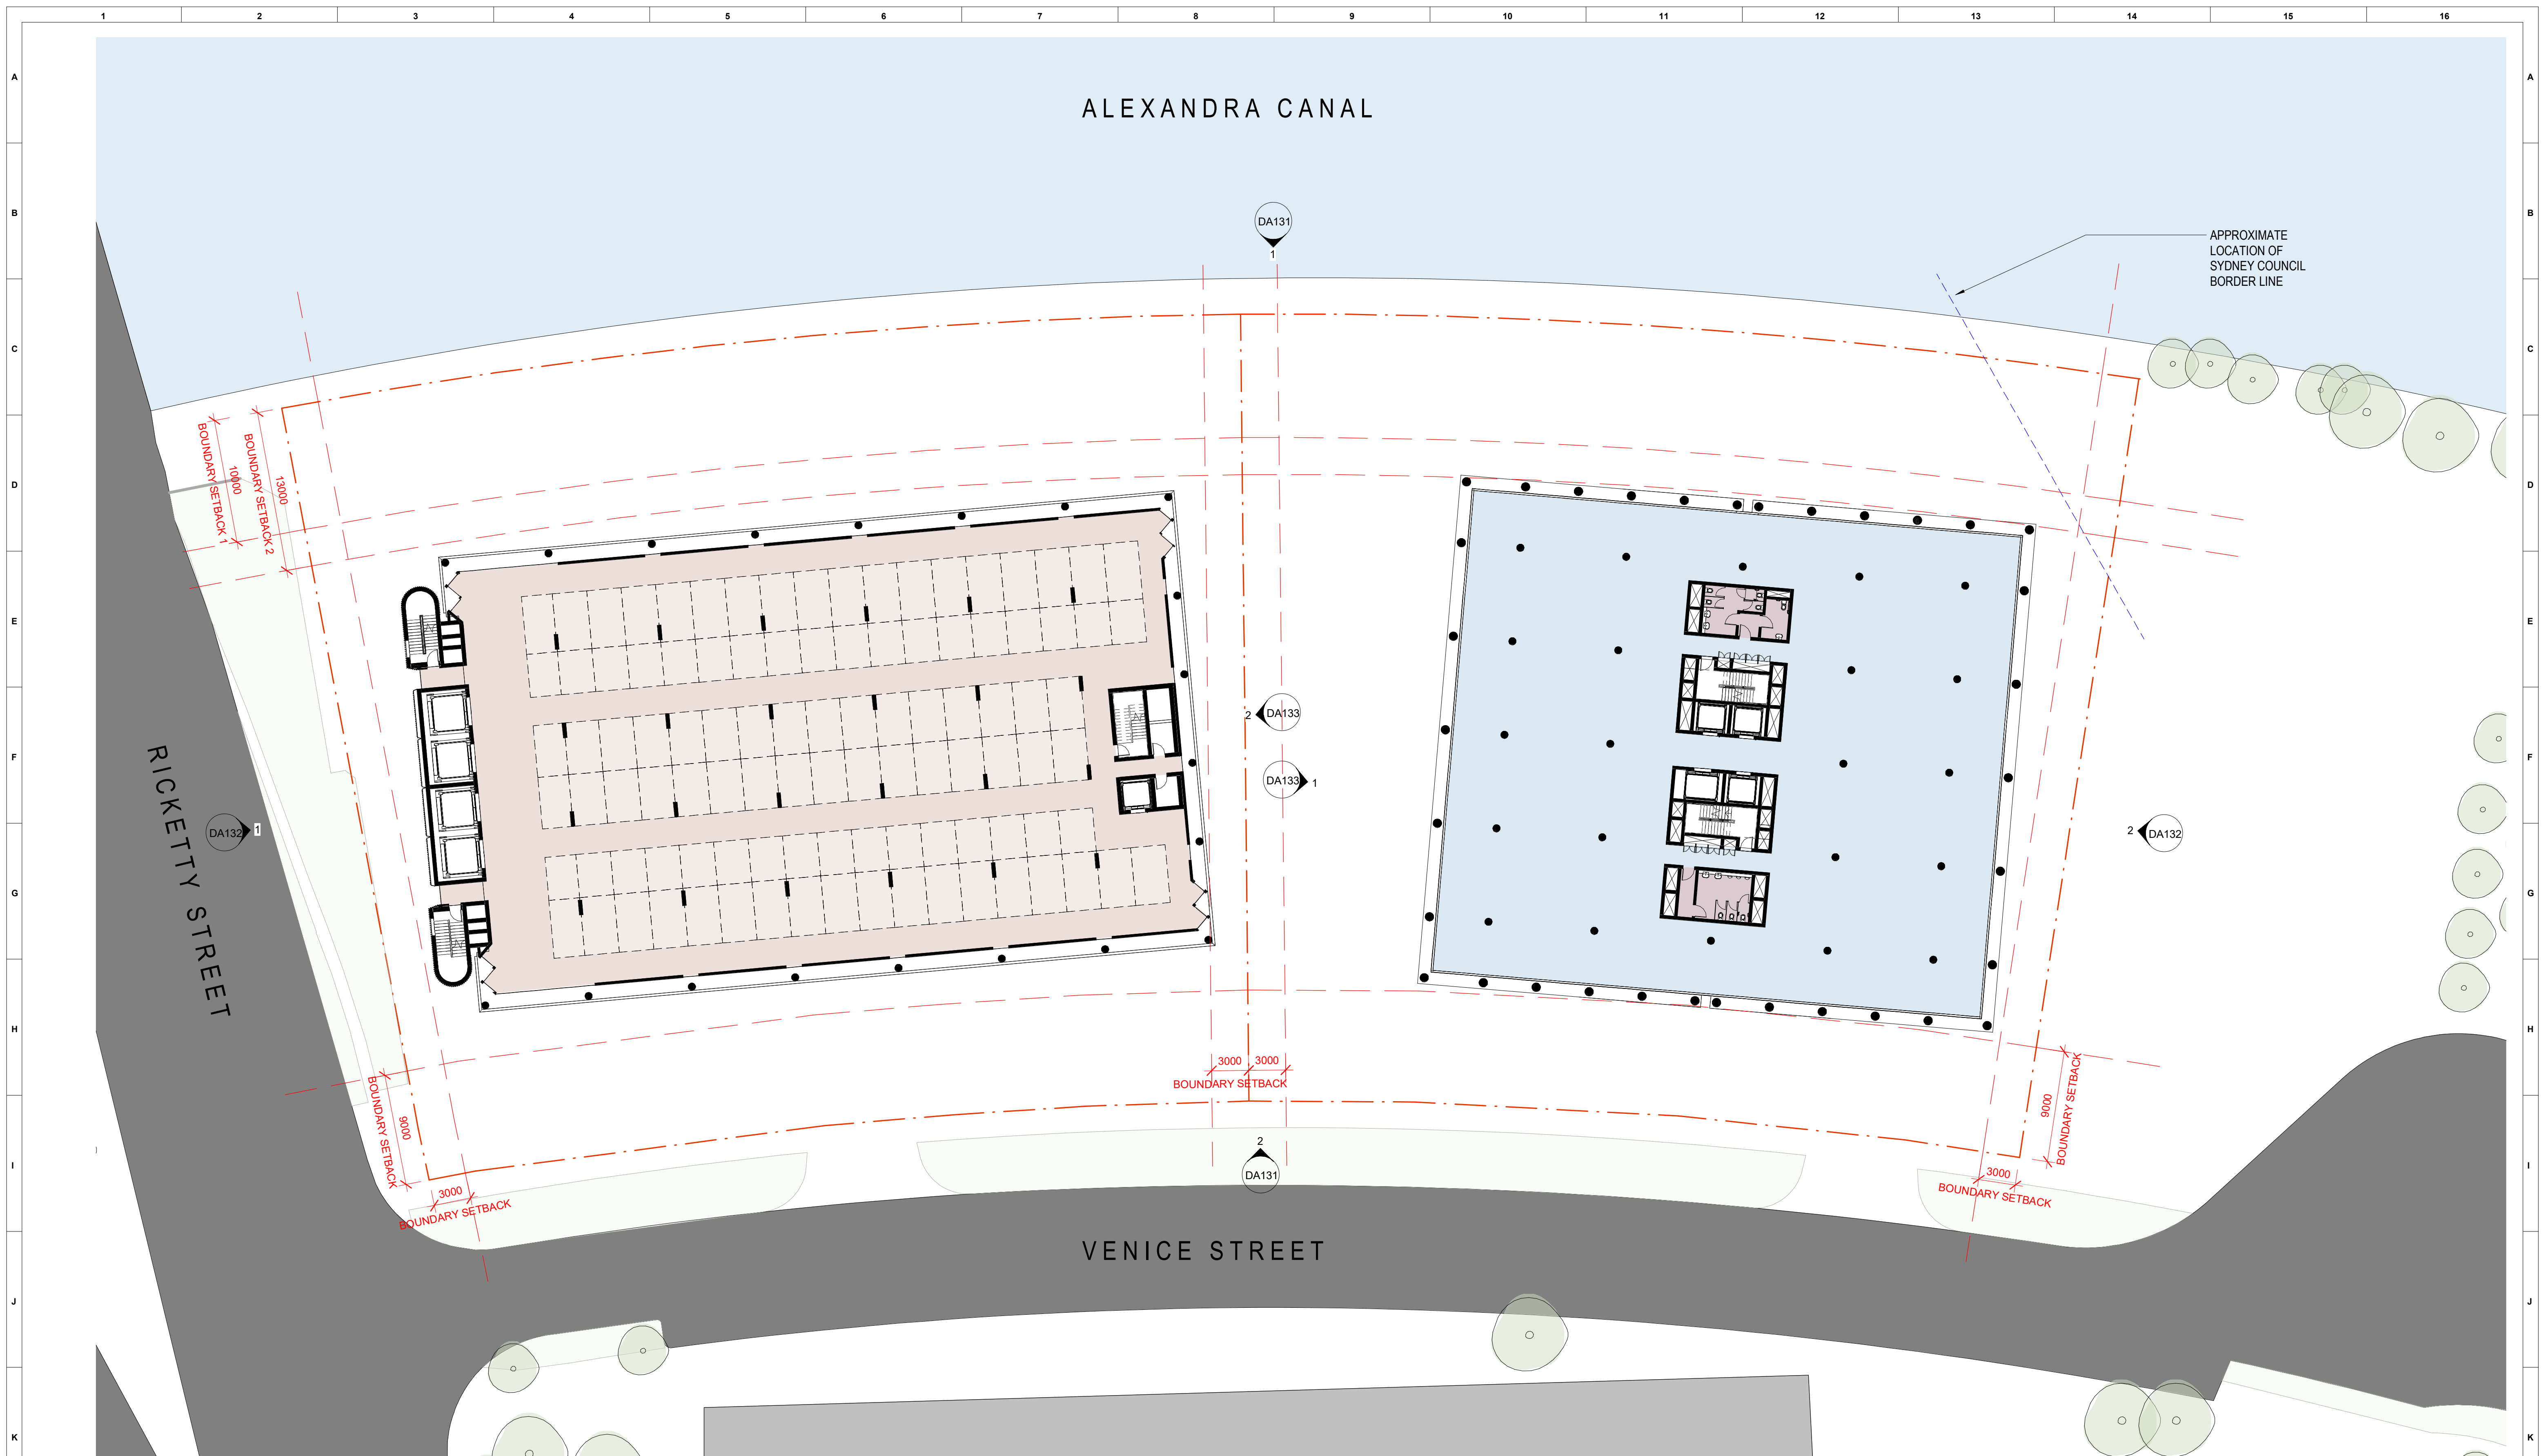 1 2 3 4 5 6 7 8 9 10 11 12 13 14 15 16
A A
ALEXANDRA CANAL
B B
DA131
1
APPROXIMATE
LOCATION OF
SYDNEY COUNCIL
BORDER LINE
C C
D D
BOUNDARY SETBACK 1
10000
BOUNDARY SETBACK 2
13000
E E
F F
2 DA133
DA133 1
RICKETTY STREET
DA132 1
2 DA132
G G
H H
3000 3000
BOUNDARY SETBACK
BOUNDARY SETBACK
9000
9000
BOUNDARY SETBACK
I I
2
DA131
3000
BOUNDARY SETBACK
3000
BOUNDARY SETBACK
VENICE STREET
J J
K K